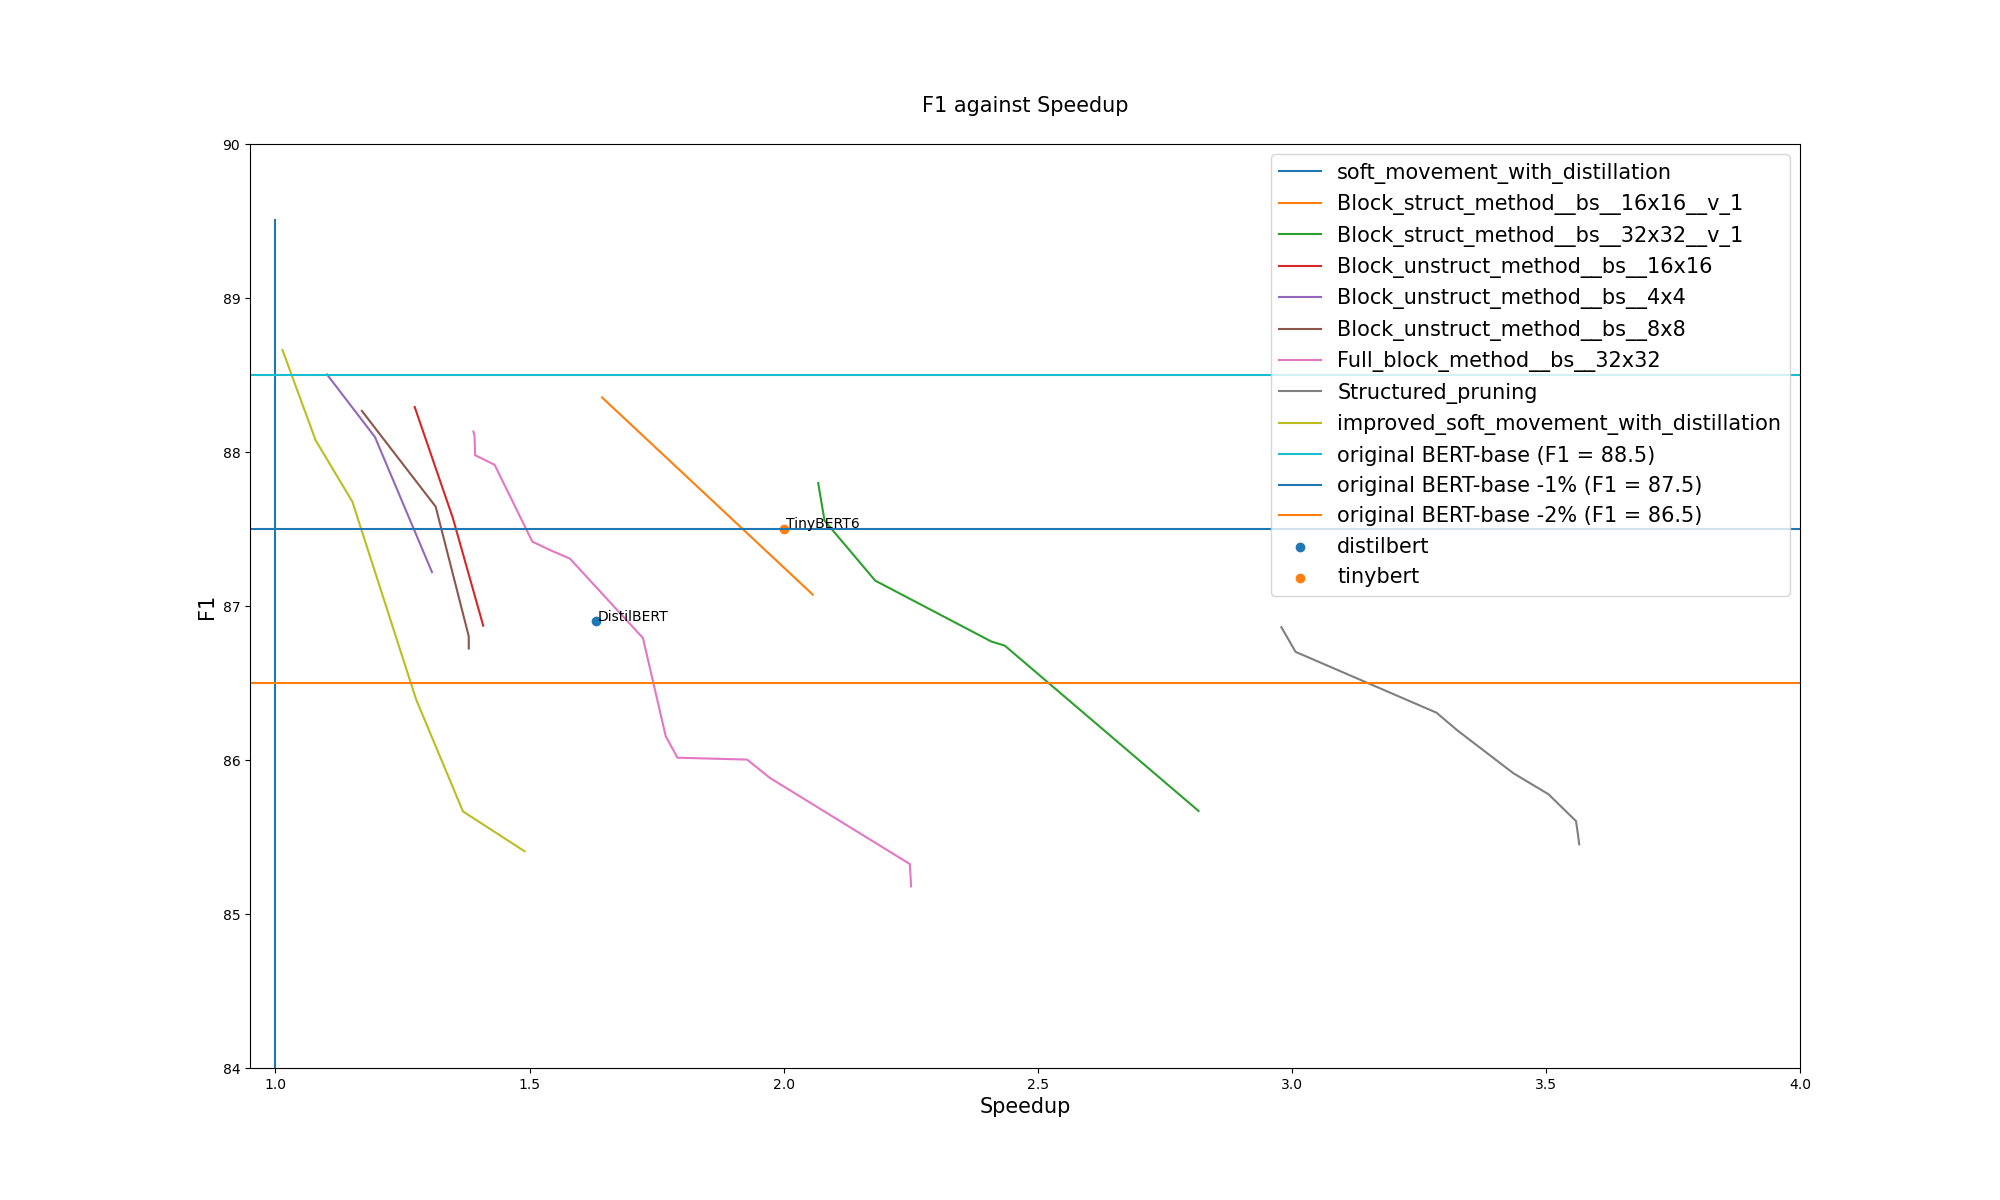 F1 against Speedup
90
89
88
87
86
85
84
F1
1.0
1.5
2.0
2.5
3.0
3.5
4.0
Speedup
TinyBERT6
DistilBERT
soft_movement_with_distillation
Block_struct_method__bs__16x16__v_1
Block_struct_method__bs__32x32__v_1
Block_unstruct_method__bs__16x16
Block_unstruct_method__bs__4x4
Block_unstruct_method__bs__8x8
Full_block_method__bs__32x32
Structured_pruning
improved_soft_movement_with_distillation
original BERT-base (F1 = 88.5)
original BERT-base -1% (F1 = 87.5)
original BERT-base -2% (F1 = 86.5)
distilbert
tinybert